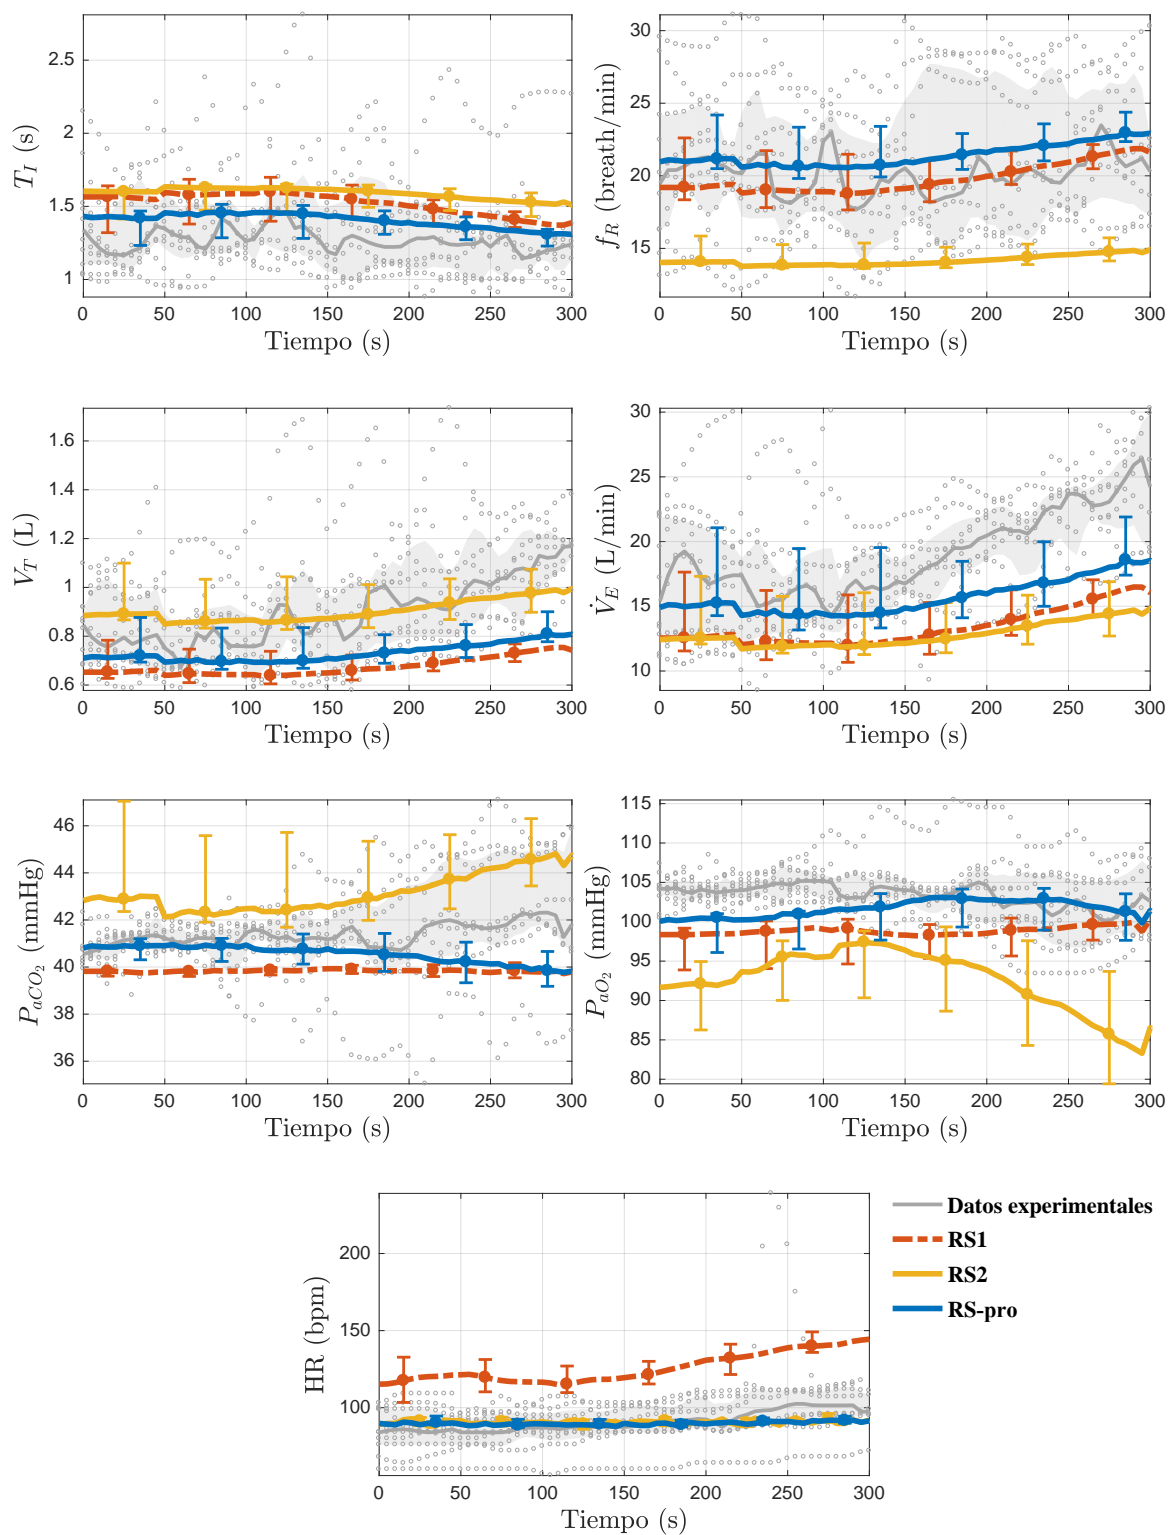 2.5
2
1.5
1
T_I (s)
0 50 100 150 200 250 300
Tiempo (s)
30
25
20
15
f_R (breath/min)
0 50 100 150 200 250 300
Tiempo (s)
1.6
1.4
1.2
1
0.8
0.6
V_T (L)
0 50 100 150 200 250 300
Tiempo (s)
30
25
20
15
10
V̇_E (L/min)
0 50 100 150 200 250 300
Tiempo (s)
46
44
42
40
38
36
P_{aCO_2} (mmHg)
0 50 100 150 200 250 300
Tiempo (s)
115
110
105
100
95
90
85
80
P_{aO_2} (mmHg)
0 50 100 150 200 250 300
Tiempo (s)
200
150
100
HR (bpm)
0 50 100 150 200 250 300
Tiempo (s)
Datos experimentales
RS1
RS2
RS-pro